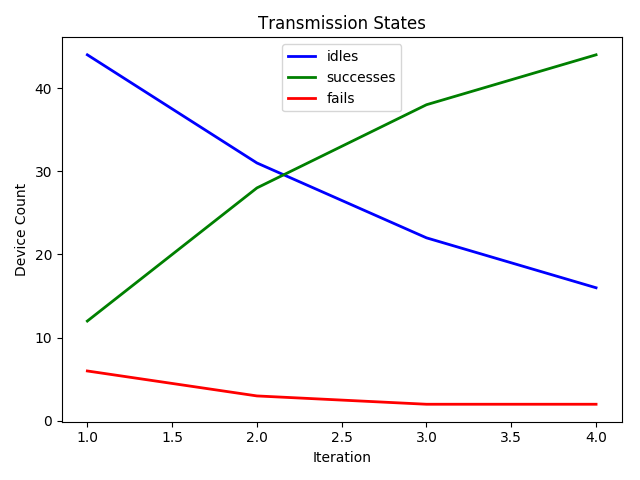 Transmission States
idles
successes
fails
Device Count
40
30
20
10
0
1.0 1.5 2.0 2.5 3.0 3.5 4.0
Iteration